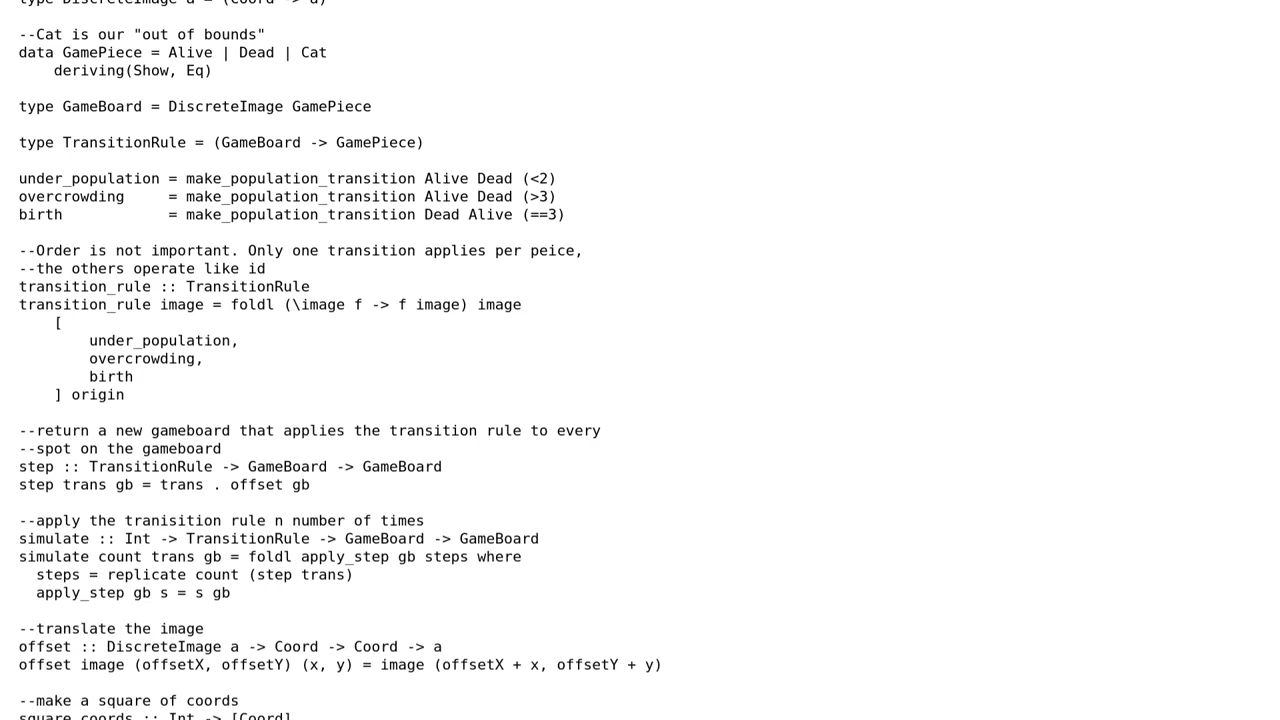 type DiscreteImage a = (Coord -> a)
--Cat is our "out of bounds"
data GamePiece = Alive | Dead | Cat
    deriving(Show, Eq)
type GameBoard = DiscreteImage GamePiece
type TransitionRule = (GameBoard -> GamePiece)
under_population = make_population_transition Alive Dead (<2)
overcrowding     = make_population_transition Alive Dead (>3)
birth            = make_population_transition Dead Alive (==3)
--Order is not important. Only one transition applies per peice,
--the others operate like id
transition_rule :: TransitionRule
transition_rule image = foldl (\image f -> f image) image
    [
        under_population,
        overcrowding,
        birth
    ] origin
--return a new gameboard that applies the transition rule to every
--spot on the gameboard
step :: TransitionRule -> GameBoard -> GameBoard
step trans gb = trans . offset gb
--apply the tranisition rule n number of times
simulate :: Int -> TransitionRule -> GameBoard -> GameBoard
simulate count trans gb = foldl apply_step gb steps where
  steps = replicate count (step trans)
  apply_step gb s = s gb
--translate the image
offset :: DiscreteImage a -> Coord -> Coord -> a
offset image (offsetX, offsetY) (x, y) = image (offsetX + x, offsetY + y)
--make a square of coords
square_coords :: Int -> [Coord]